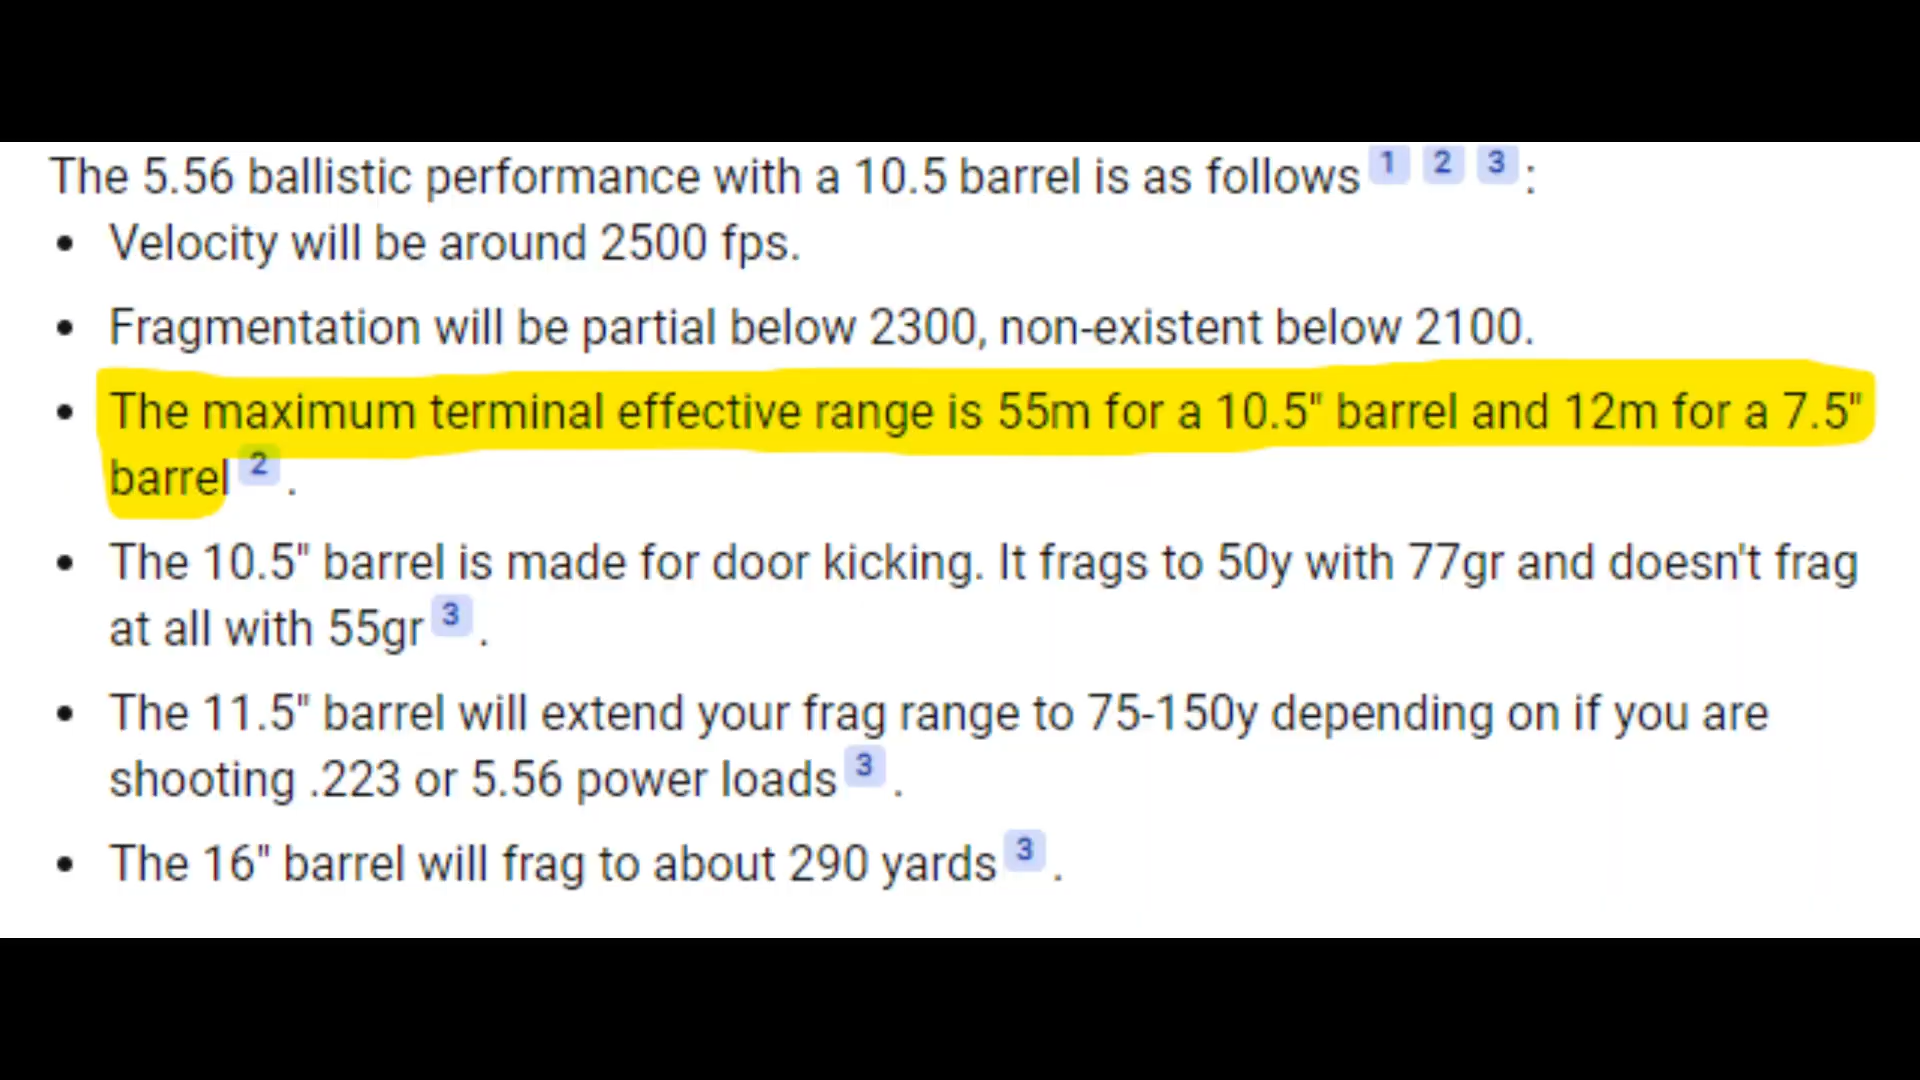 The 5.56 ballistic performance with a 10.5 barrel is as follows 1 2 3 :
• Velocity will be around 2500 fps.
• Fragmentation will be partial below 2300, non-existent below 2100.
• The maximum terminal effective range is 55m for a 10.5" barrel and 12m for a 7.5"
barrel 2 .
• The 10.5" barrel is made for door kicking. It frags to 50y with 77gr and doesn't frag
at all with 55gr 3 .
• The 11.5" barrel will extend your frag range to 75-150y depending on if you are
shooting .223 or 5.56 power loads 3 .
• The 16" barrel will frag to about 290 yards 3 .